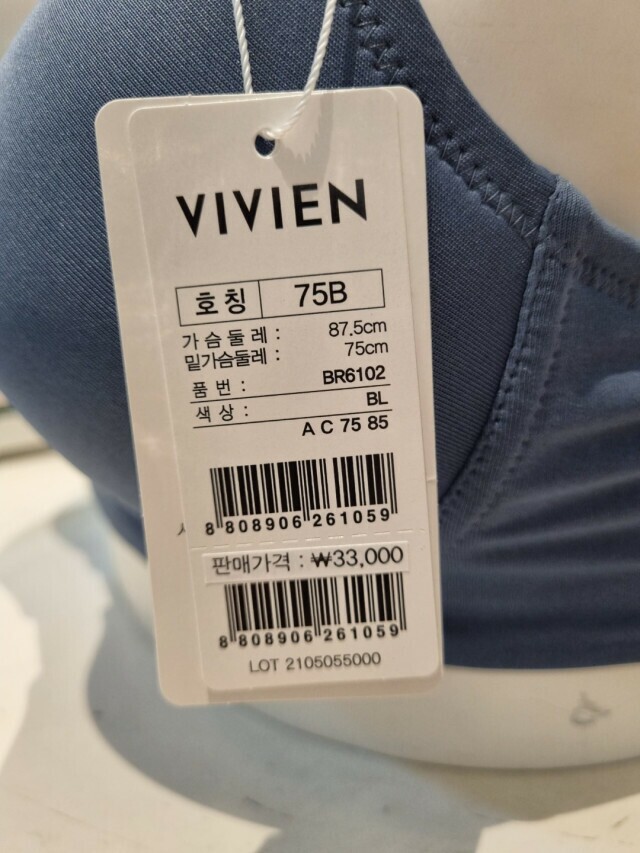 VIVIEN
호칭 75B
가슴둘레 : 87.5cm
밑가슴둘레 : 75cm
품번 : BR6102
색상 : BL
A C 75 85
8 808906 261059
판매가격 : ₩33,000
8 808906 261059
LOT 2105055000